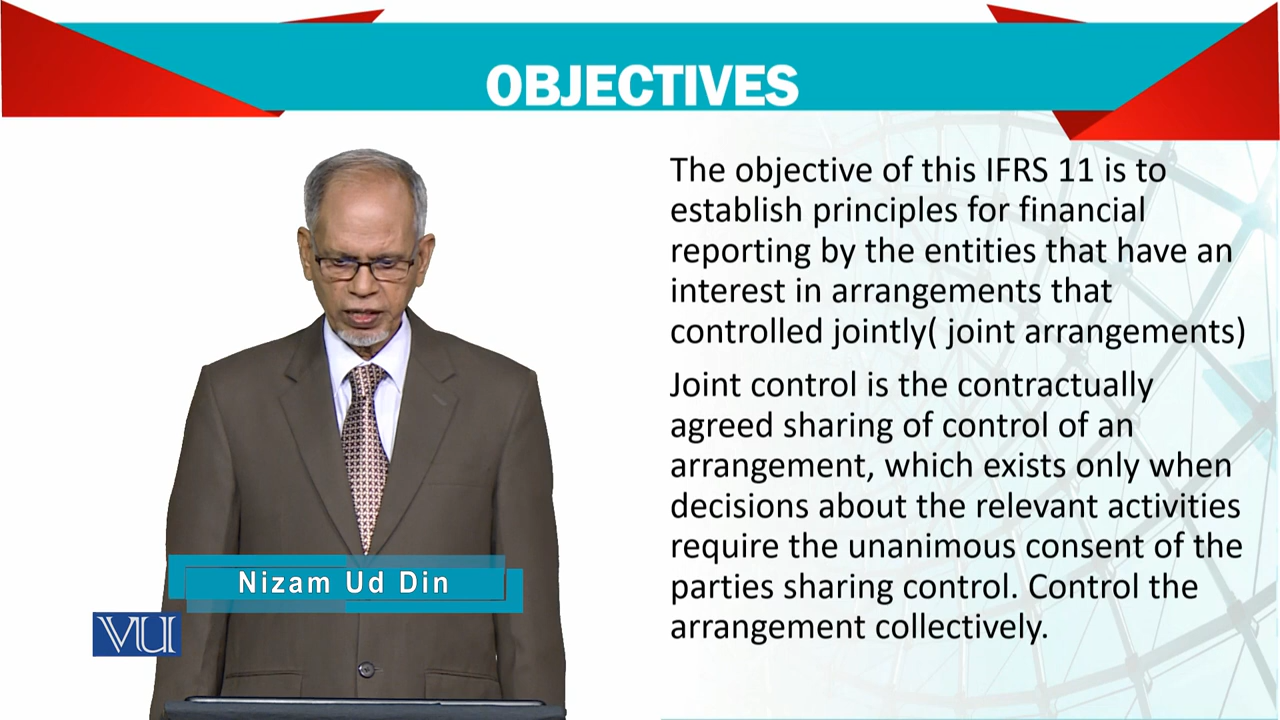 OBJECTIVES
The objective of this IFRS 11 is to
establish principles for financial
reporting by the entities that have an
interest in arrangements that
controlled jointly( joint arrangements)
Joint control is the contractually
agreed sharing of control of an
arrangement, which exists only when
decisions about the relevant activities
require the unanimous consent of the
parties sharing control. Control the
arrangement collectively.
Nizam Ud Din
VU